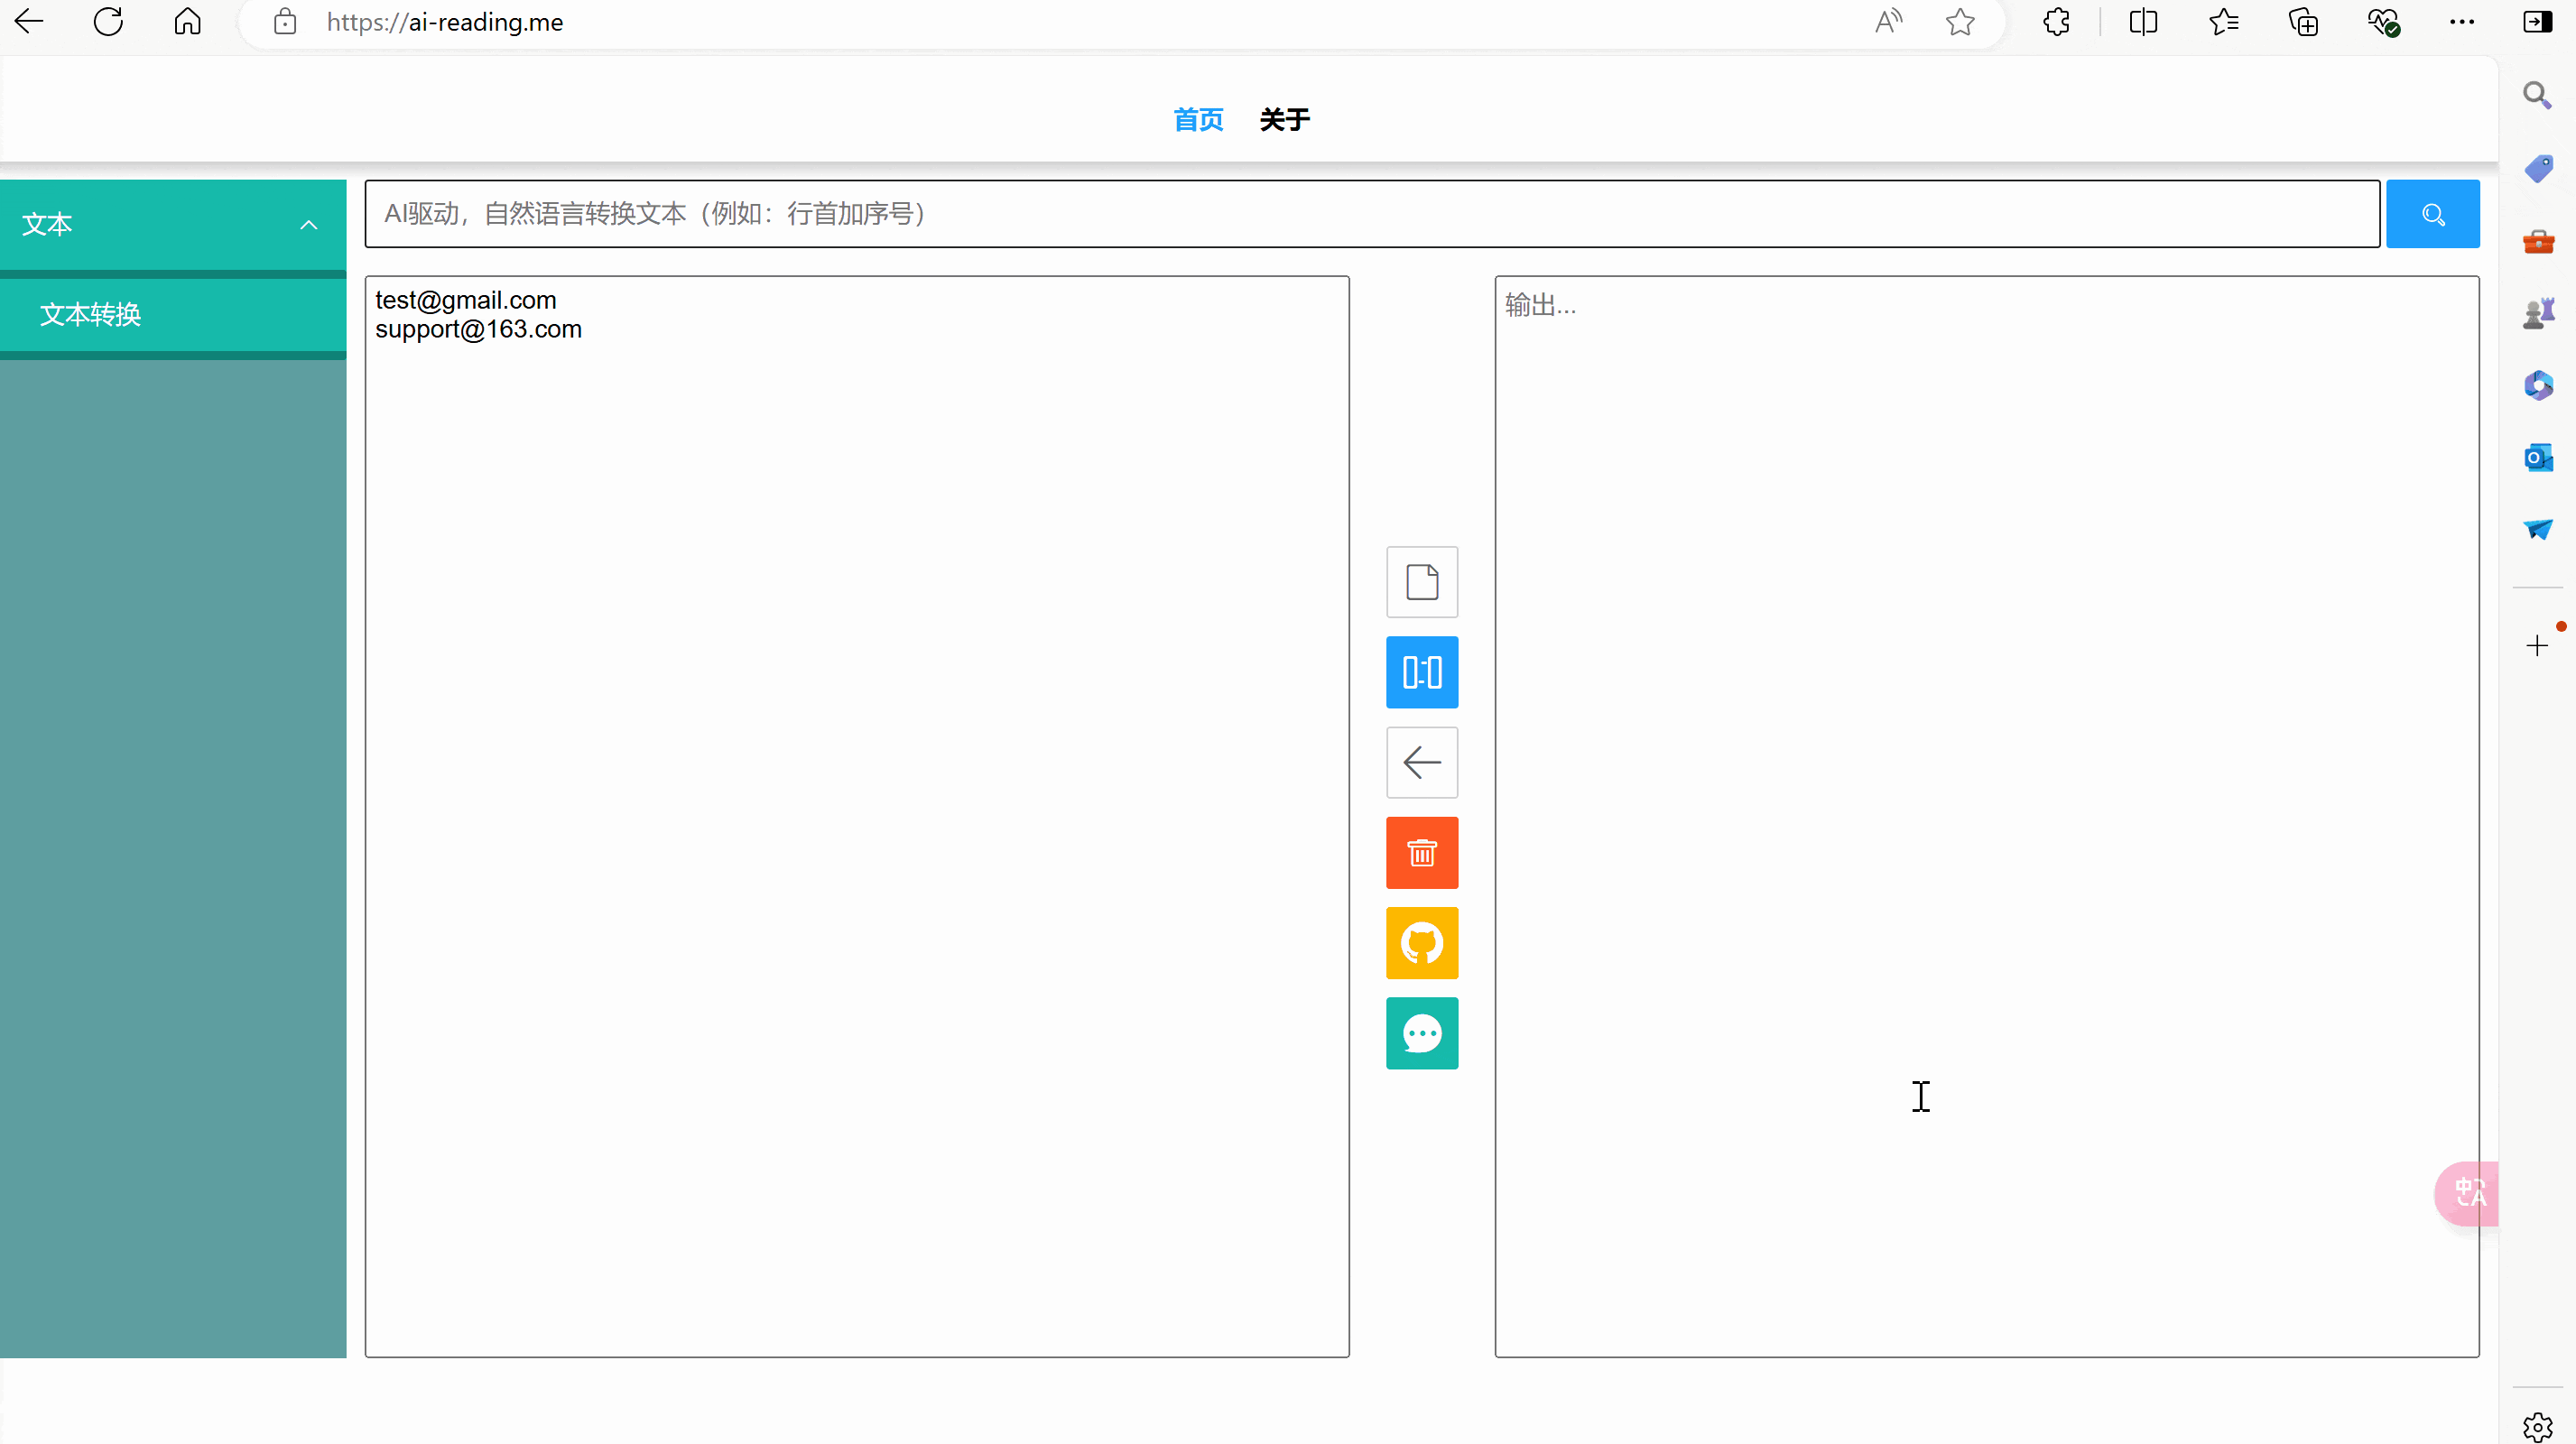 https://ai-reading.me
首页 关于
文本
AI驱动，自然语言转换文本（例如：行首加序号）
文本转换
test@gmail.com
support@163.com
输出...